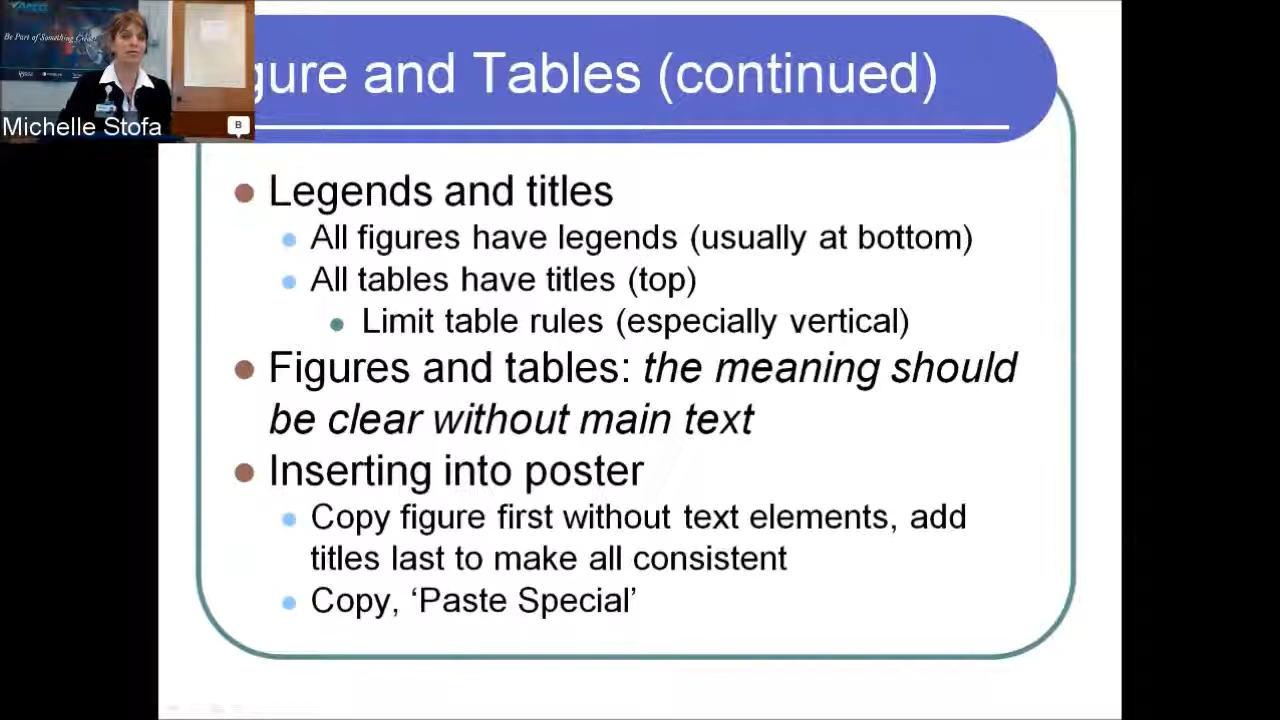 Be Part of Something
Michelle Stofa
B
gure and Tables (continued)
Legends and titles
All figures have legends (usually at bottom)
All tables have titles (top)
Limit table rules (especially vertical)
Figures and tables: the meaning should
be clear without main text
Inserting into poster
Copy figure first without text elements, add
titles last to make all consistent
Copy, ‘Paste Special’